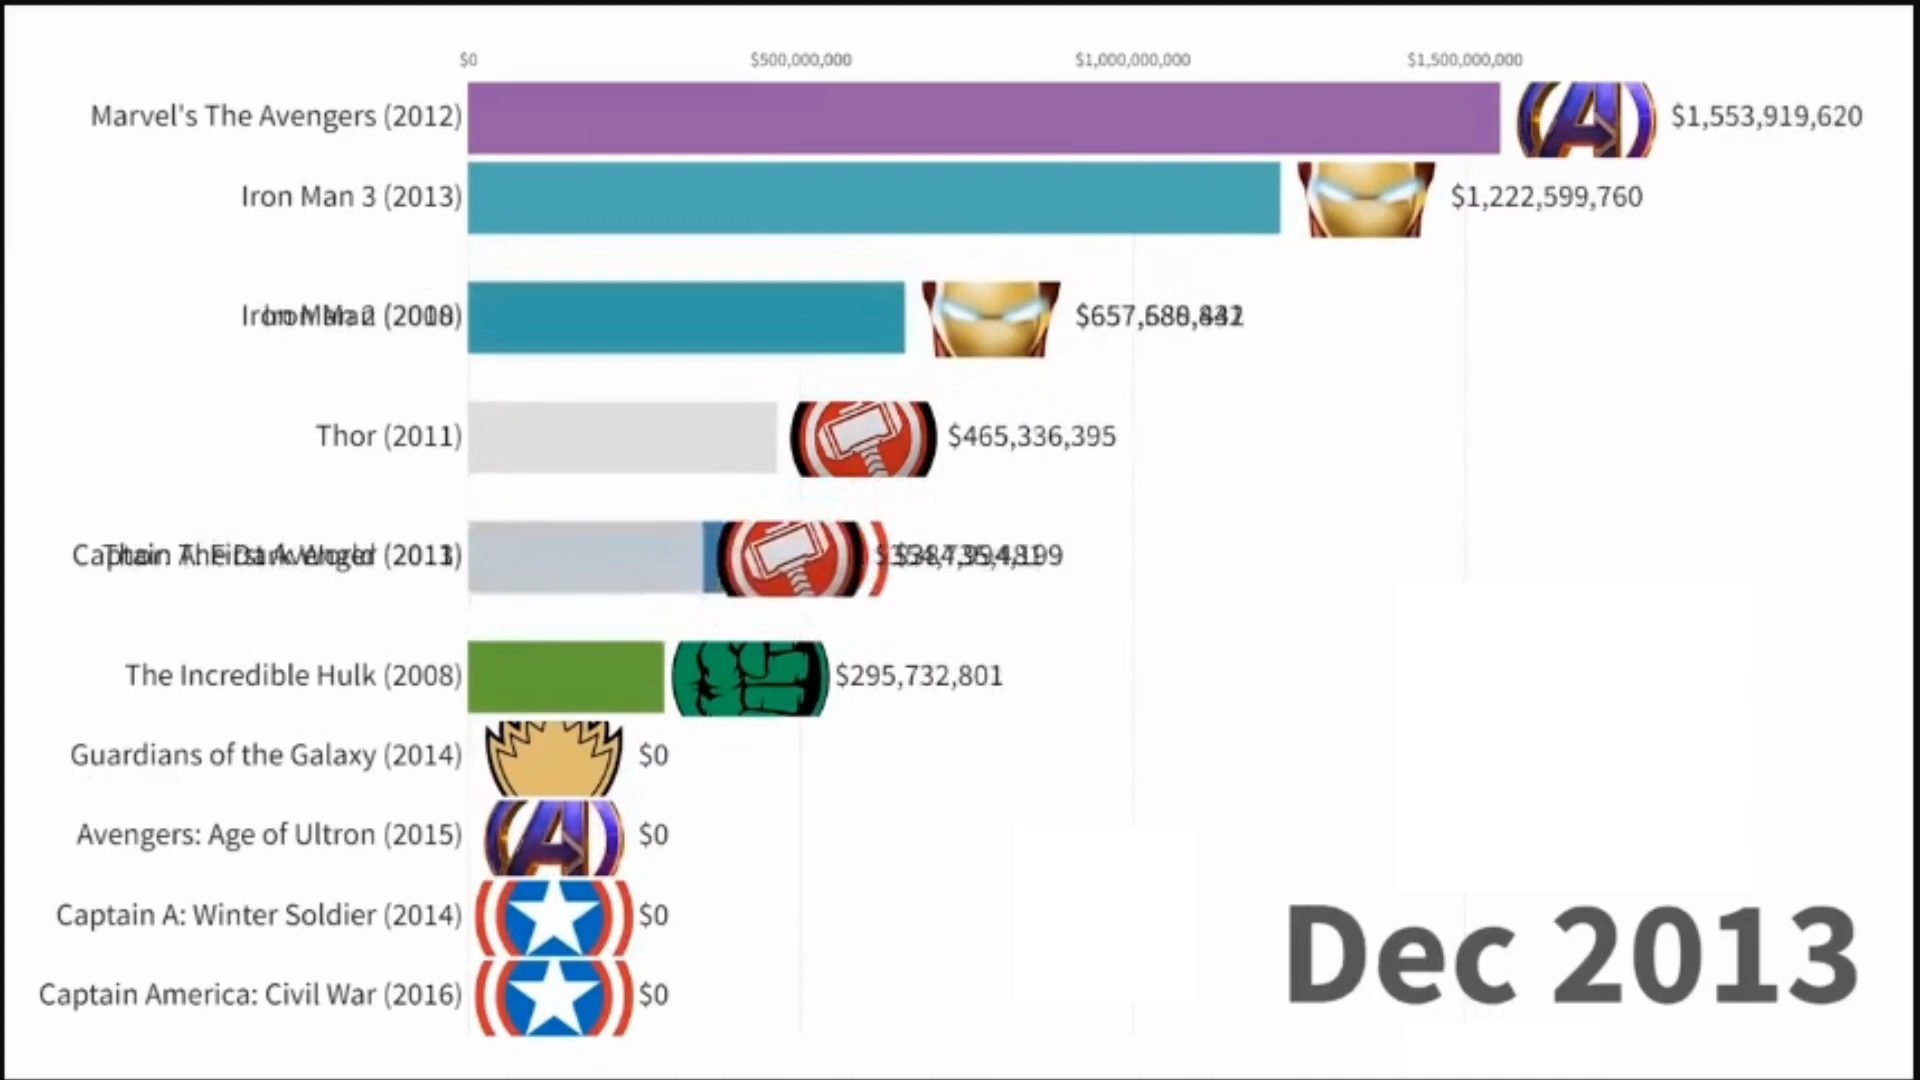 $0 $500,000,000 $1,000,000,000 $1,500,000,000
Marvel's The Avengers (2012) $1,553,919,620
Iron Man 3 (2013) $1,222,599,760
Thor (2011) $465,336,395
The Incredible Hulk (2008) $295,732,801
Guardians of the Galaxy (2014) $0
Avengers: Age of Ultron (2015) $0
Captain A: Winter Soldier (2014) $0
Captain America: Civil War (2016) $0
Dec 2013